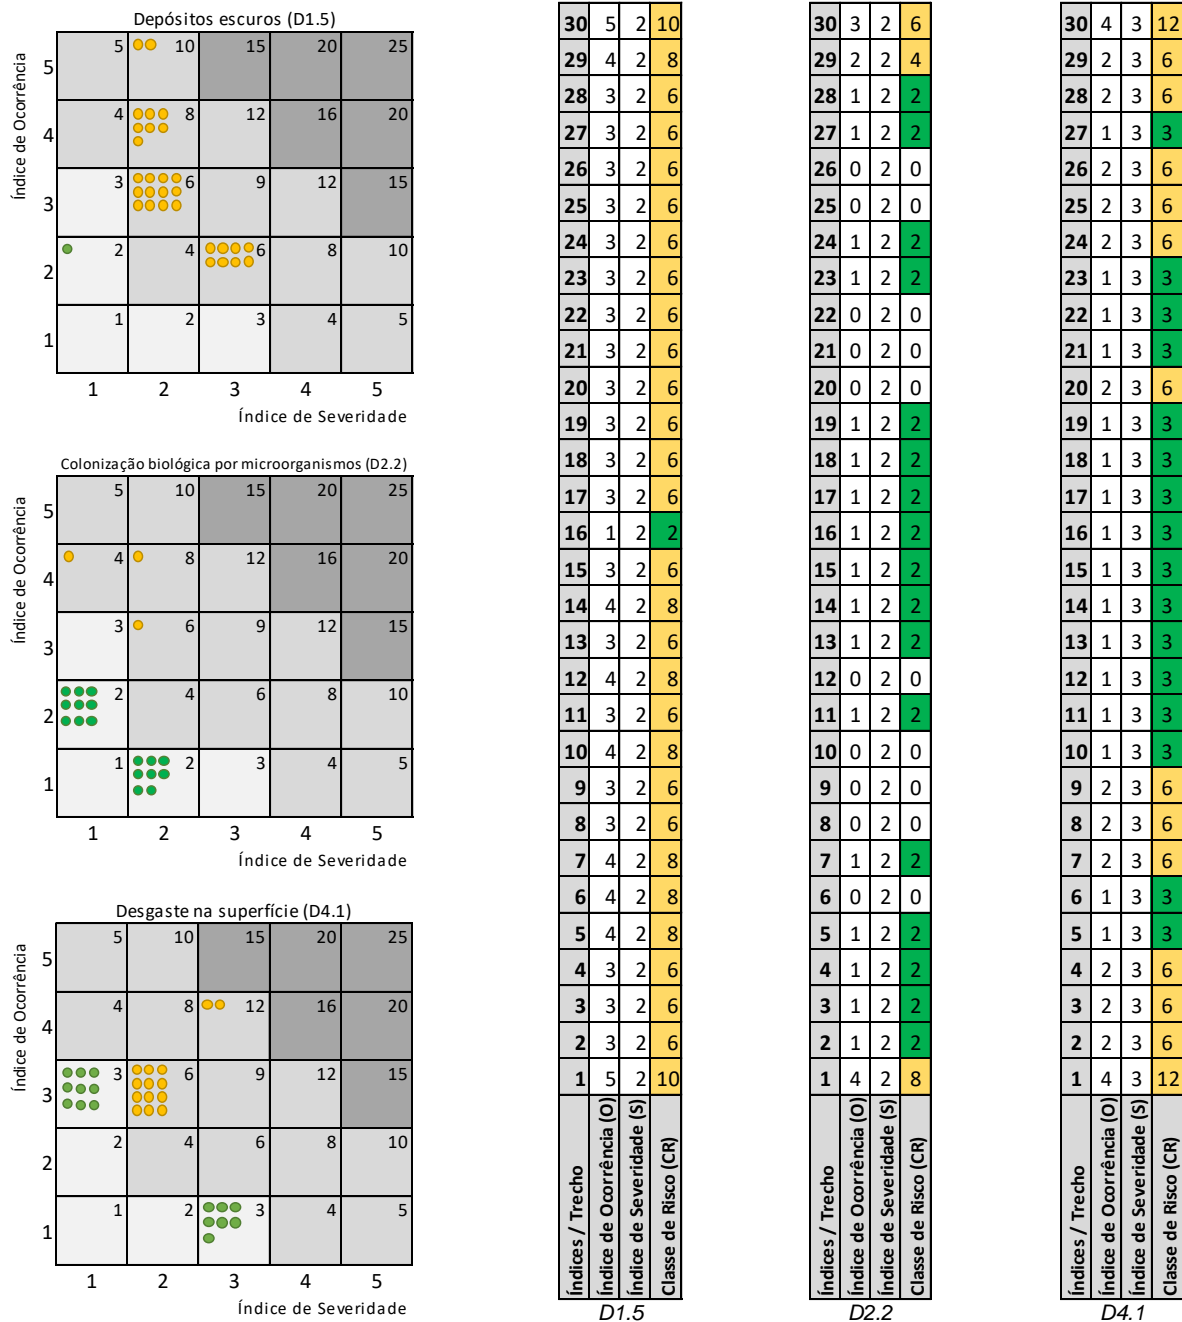 Depósitos escuros (D1.5)
Índice de Ocorrência
5 5 10 15 20 25
4 4 8 12 16 20
3 3 6 9 12 15
2 2 4 6 8 10
1 1 2 3 4 5
1 2 3 4 5
Índice de Severidade
Colonização biológica por microorganismos (D2.2)
Índice de Ocorrência
5 5 10 15 20 25
4 4 8 12 16 20
3 3 6 9 12 15
2 2 4 6 8 10
1 1 2 3 4 5
1 2 3 4 5
Índice de Severidade
Desgaste na superfície (D4.1)
Índice de Ocorrência
5 5 10 15 20 25
4 4 8 12 16 20
3 3 6 9 12 15
2 2 4 6 8 10
1 1 2 3 4 5
1 2 3 4 5
Índice de Severidade
30 5 2 10
29 4 2 8
28 3 2 6
27 3 2 6
26 3 2 6
25 3 2 6
24 3 2 6
23 3 2 6
22 3 2 6
21 3 2 6
20 3 2 6
19 3 2 6
18 3 2 6
17 3 2 6
16 1 2 2
15 3 2 6
14 4 2 8
13 3 2 6
12 4 2 8
11 3 2 6
10 4 2 8
9 3 2 6
8 3 2 6
7 4 2 8
6 4 2 8
5 4 2 8
4 3 2 6
3 3 2 6
2 3 2 6
1 5 2 10
Índices / Trecho
Índice de Ocorrência (O)
Índice de Severidade (S)
Classe de Risco (CR)
D1.5
30 3 2 6
29 2 2 4
28 1 2 2
27 1 2 2
26 0 2 0
25 0 2 0
24 1 2 2
23 1 2 2
22 0 2 0
21 0 2 0
20 0 2 0
19 1 2 2
18 1 2 2
17 1 2 2
16 1 2 2
15 1 2 2
14 1 2 2
13 1 2 2
12 0 2 0
11 1 2 2
10 0 2 0
9 0 2 0
8 0 2 0
7 1 2 2
6 0 2 0
5 1 2 2
4 1 2 2
3 1 2 2
2 1 2 2
1 4 2 8
Índices / Trecho
Índice de Ocorrência (O)
Índice de Severidade (S)
Classe de Risco (CR)
D2.2
30 4 3 12
29 2 3 6
28 2 3 6
27 1 3 3
26 2 3 6
25 2 3 6
24 2 3 6
23 1 3 3
22 1 3 3
21 1 3 3
20 2 3 6
19 1 3 3
18 1 3 3
17 1 3 3
16 1 3 3
15 1 3 3
14 1 3 3
13 1 3 3
12 1 3 3
11 1 3 3
10 1 3 3
9 2 3 6
8 2 3 6
7 2 3 6
6 1 3 3
5 1 3 3
4 2 3 6
3 2 3 6
2 2 3 6
1 4 3 12
Índices / Trecho
Índice de Ocorrência (O)
Índice de Severidade (S)
Classe de Risco (CR)
D4.1